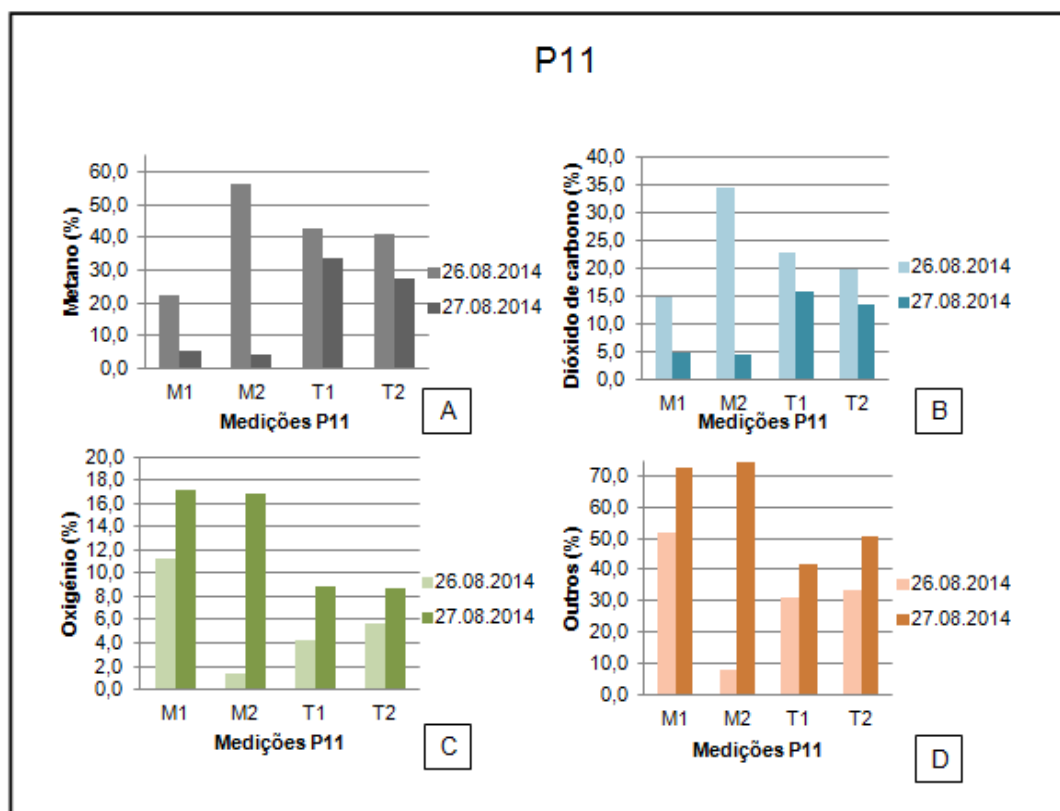 P11
60,0
50,0
40,0
30,0
20,0
10,0
0,0
Metano (%)
M1 M2 T1 T2
Medições P11
26.08.2014
27.08.2014
A
40,0
35,0
30,0
25,0
20,0
15,0
10,0
5,0
0,0
Dióxido de carbono (%)
M1 M2 T1 T2
Medições P11
26.08.2014
27.08.2014
B
20,0
18,0
16,0
14,0
12,0
10,0
8,0
6,0
4,0
2,0
0,0
Oxigénio (%)
M1 M2 T1 T2
Medições P11
26.08.2014
27.08.2014
C
70,0
60,0
50,0
40,0
30,0
20,0
10,0
0,0
Outros (%)
M1 M2 T1 T2
Medições P11
26.08.2014
27.08.2014
D